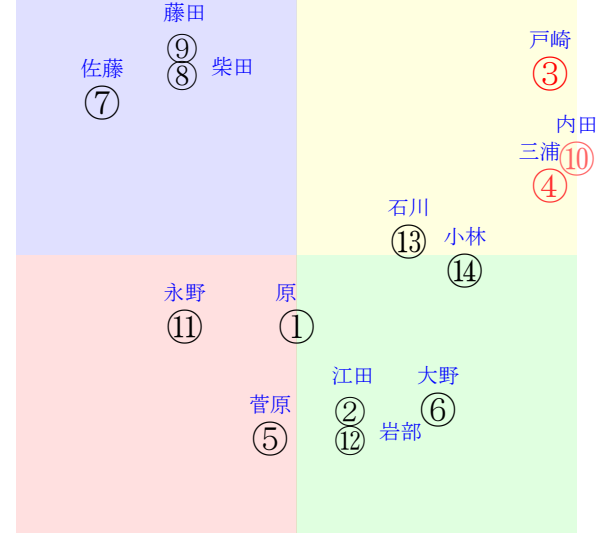 藤田
⑨
戸崎
③
佐藤
⑦
⑧
柴田
内田
⑩
三浦
④
石川
⑬
小林
⑭
永野
⑪
原
①
江田
②
大野
⑥
菅原
⑤
⑫
岩部